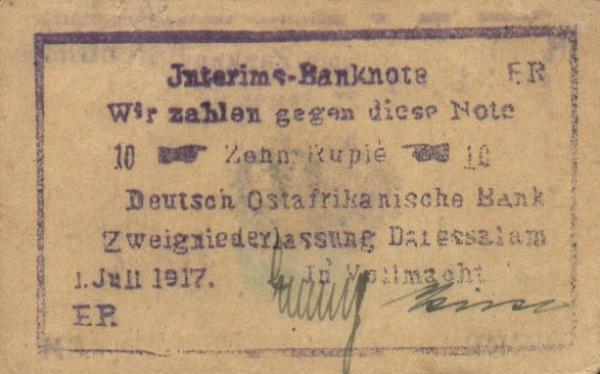 Interims-Banknote ER
Wir zahlen gegen diese Note
10 Zehn Rupie 10
Deutsch Ostafrikanische Bank
Zweigniederlassung Daressalam
1. Juli 1917. In Vollmacht
ER